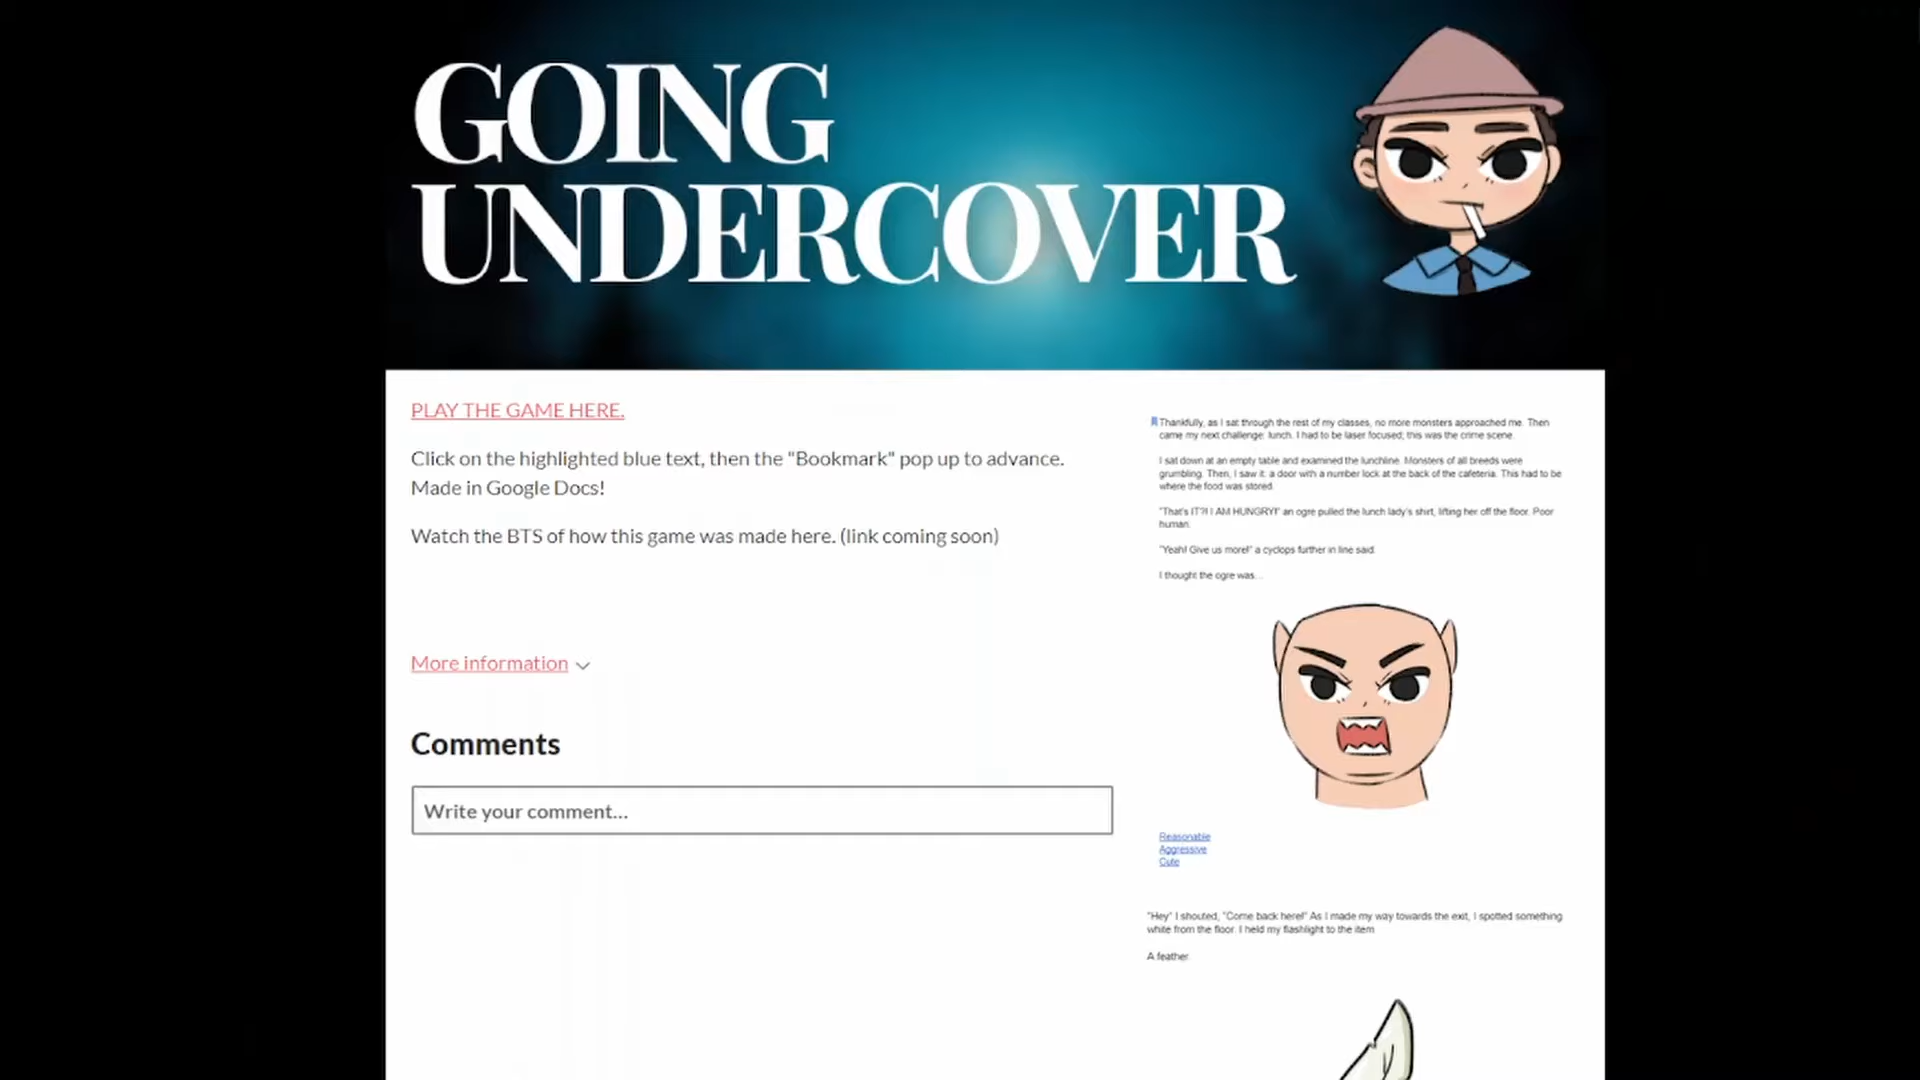 GOING
UNDERCOVER
PLAY THE GAME HERE.
Click on the highlighted blue text, then the "Bookmark" pop up to advance.
Made in Google Docs!
Watch the BTS of how this game was made here. (link coming soon)
More information
Comments
Write your comment...
Thankfully, as I sat through the rest of my classes, no more monsters approached me. Then
came my next challenge: lunch. I had to be laser focused; this was the crime scene.
I sat down at an empty table and examined the lunchline. Monsters of all breeds were
grumbling. Then, I saw it: a door with a number lock at the back of the cafeteria. This had to be
where the food was stored.
"That's IT?! I AM HUNGRY!" an ogre pulled the lunch lady's shirt, lifting her off the floor. Poor
human.
"Yeah! Give us more!" a cyclops further in line said.
I thought the ogre was...
Reasonable
Aggressive
Cute
"Hey" I shouted, "Come back here!" As I made my way towards the exit, I spotted something
white from the floor. I held my flashlight to the item.
A feather.